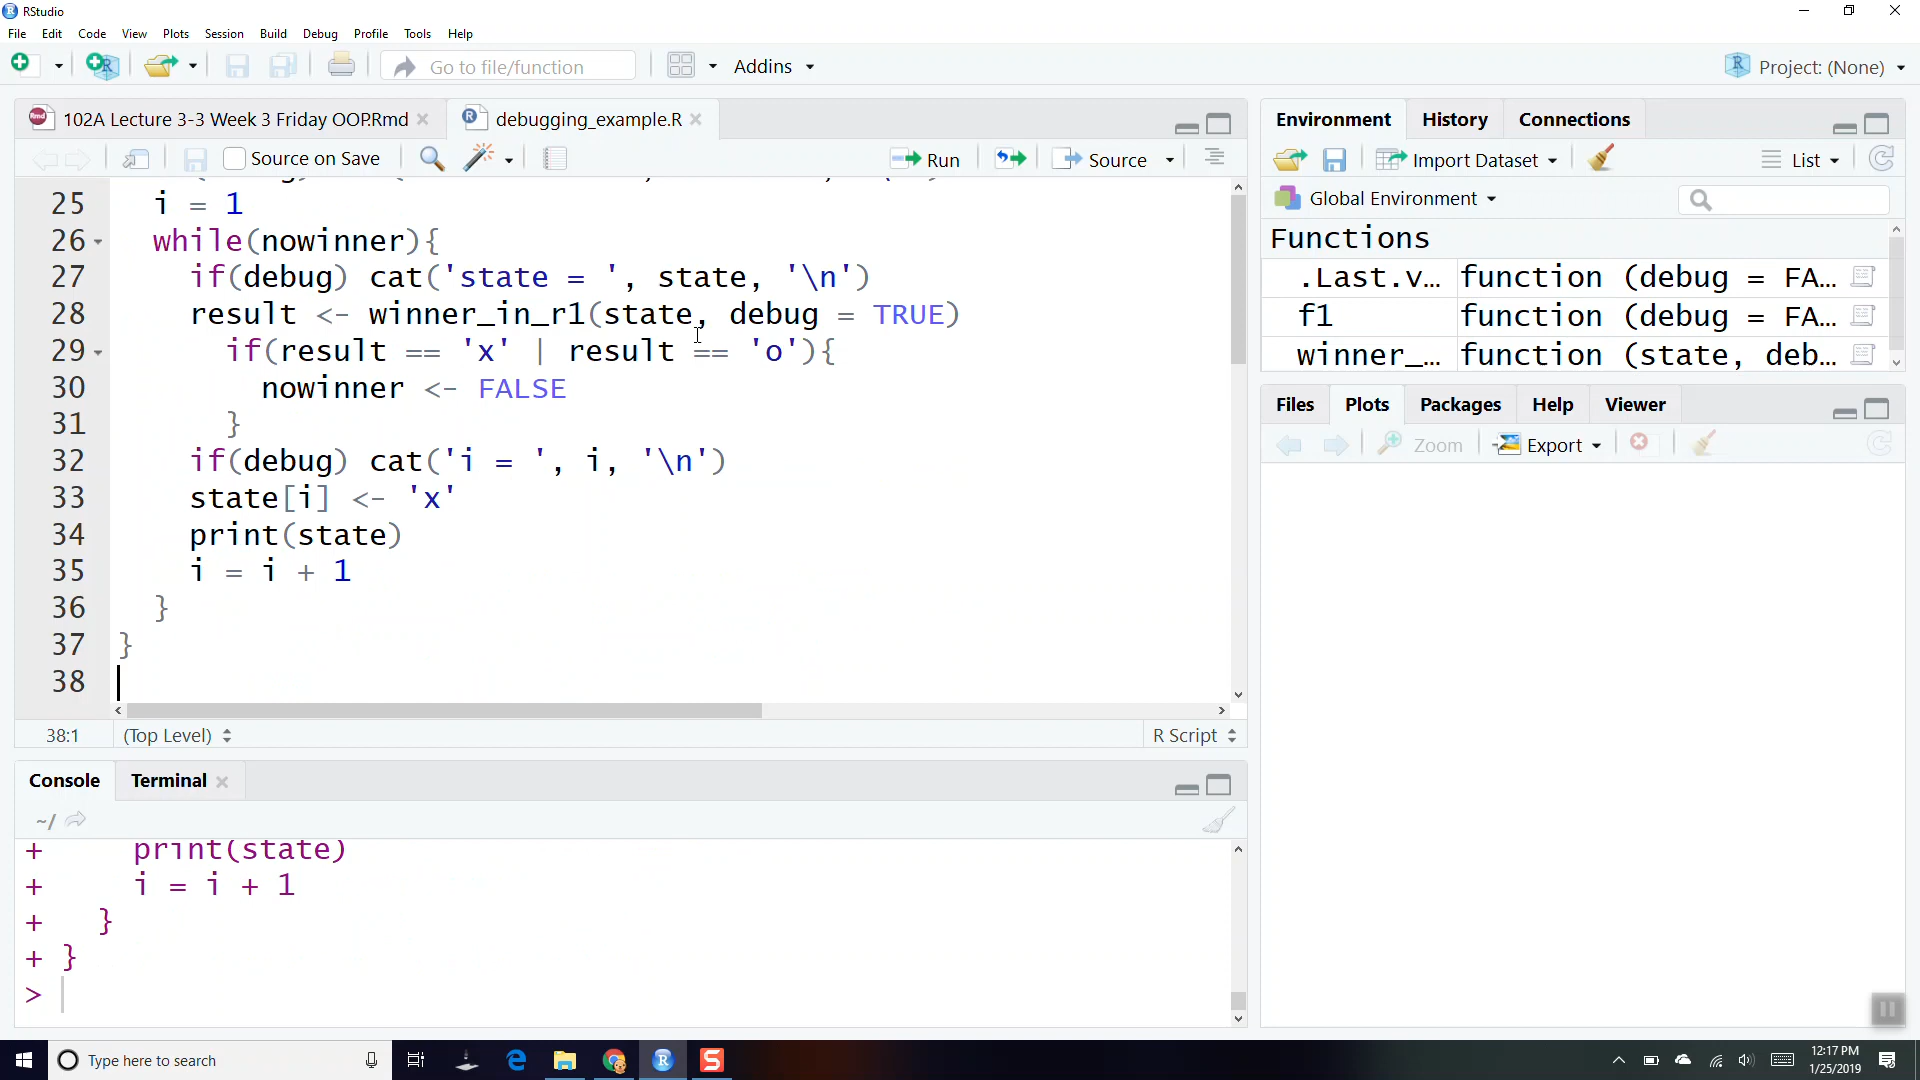 RStudio
File Edit Code View Plots Session Build Debug Profile Tools Help
Go to file/function Addins Project: (None)
102A Lecture 3-3 Week 3 Friday OOP.Rmd debugging_example.R
Source on Save Run Source
25 i = 1
26 while(nowinner){
27 if(debug) cat('state = ', state, '\n')
28 result <- winner_in_r1(state, debug = TRUE)
29 if(result == 'x' | result == 'o'){
30 nowinner <- FALSE
31 }
32 if(debug) cat('i = ', i, '\n')
33 state[i] <- 'x'
34 print(state)
35 i = i + 1
36 }
37 }
38
38:1 (Top Level) R Script
Console Terminal
~/
+ print(state)
+ i = i + 1
+ }
+ }
>
Environment History Connections
Import Dataset List
Global Environment
Functions
.Last.v… function (debug = FA…
f1 function (debug = FA…
winner_… function (state, deb…
Files Plots Packages Help Viewer
Zoom Export
Type here to search
12:17 PM
1/25/2019